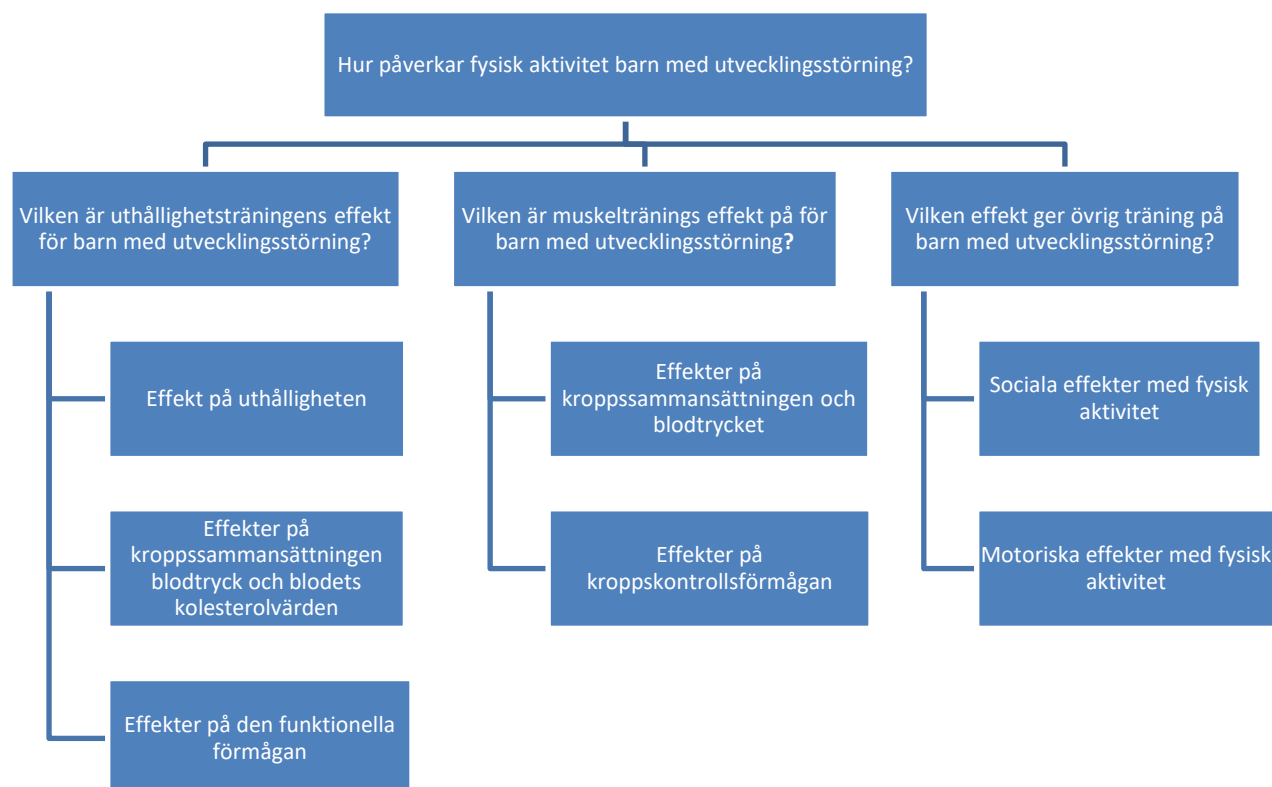 Hur påverkar fysisk aktivitet barn med utvecklingsstörning?
Vilken är uthållighetsträningens effekt
för barn med utvecklingsstörning?
Effekt på uthålligheten
Effekter på
kroppssammansättningen
blodtryck och blodets
kolesterolvärden
Effekter på den funktionella
förmågan
Vilken är muskeltränings effekt på för
barn med utvecklingsstörning?
Effekter på
kroppssammansättningen och
blodtrycket
Effekter på
kroppskontrollsförmågan
Vilken effekt ger övrig träning på
barn med utvecklingsstörning?
Sociala effekter med fysisk
aktivitet
Motoriska effekter med fysisk
aktivitet